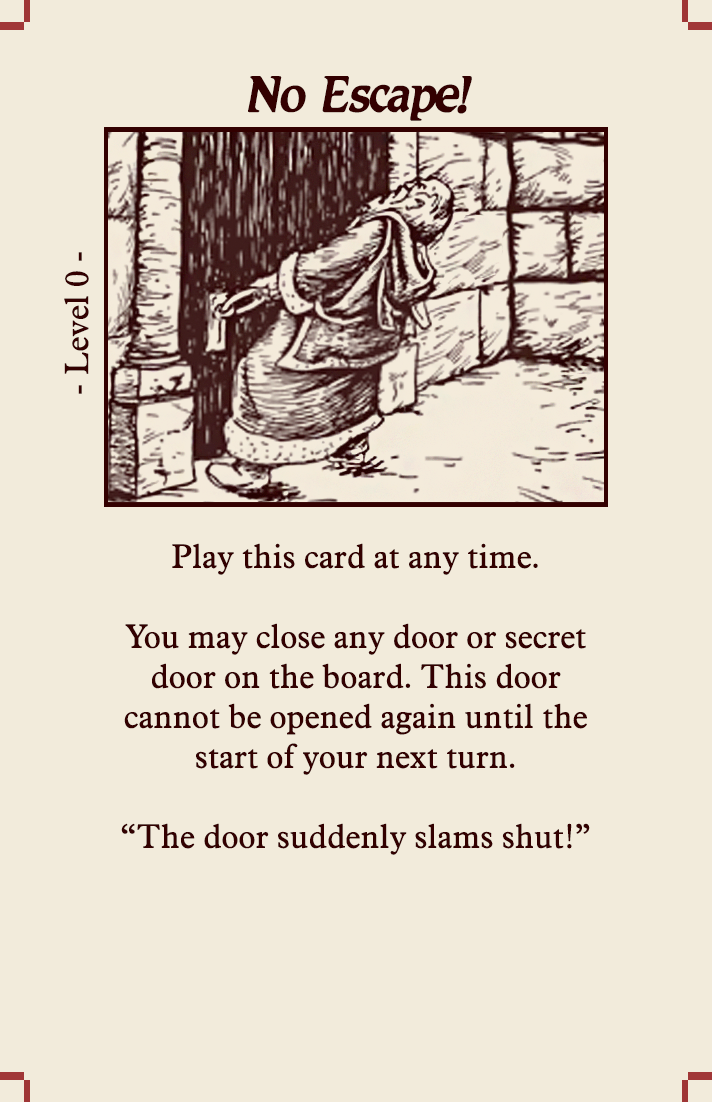 No Escape!
- Level 0 -
Play this card at any time.
You may close any door or secret
door on the board. This door
cannot be opened again until the
start of your next turn.
“The door suddenly slams shut!”